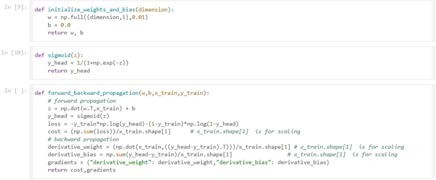 In [9]:
def initialize_weights_and_bias(dimension):
w = np.full((dimension,1),0.01)
b = 0.0
return w, b
In [10]:
def sigmoid(z):
y_head = 1/(1+np.exp(-z))
return y_head
In [ ]:
def forward_backward_propagation(w,b,x_train,y_train):
# forward propagation
z = np.dot(w.T,x_train) + b
y_head = sigmoid(z)
loss = -y_train*np.log(y_head)-(1-y_train)*np.log(1-y_head)
cost = (np.sum(loss))/x_train.shape[1] # x_train.shape[1] is for scaling
# backward propagation
derivative_weight = (np.dot(x_train,((y_head-y_train).T)))/x_train.shape[1] # x_train.shape[1] is for scaling
derivative_bias = np.sum(y_head-y_train)/x_train.shape[1] # x_train.shape[1] is for scaling
gradients = {"derivative_weight": derivative_weight,"derivative_bias": derivative_bias}
return cost,gradients